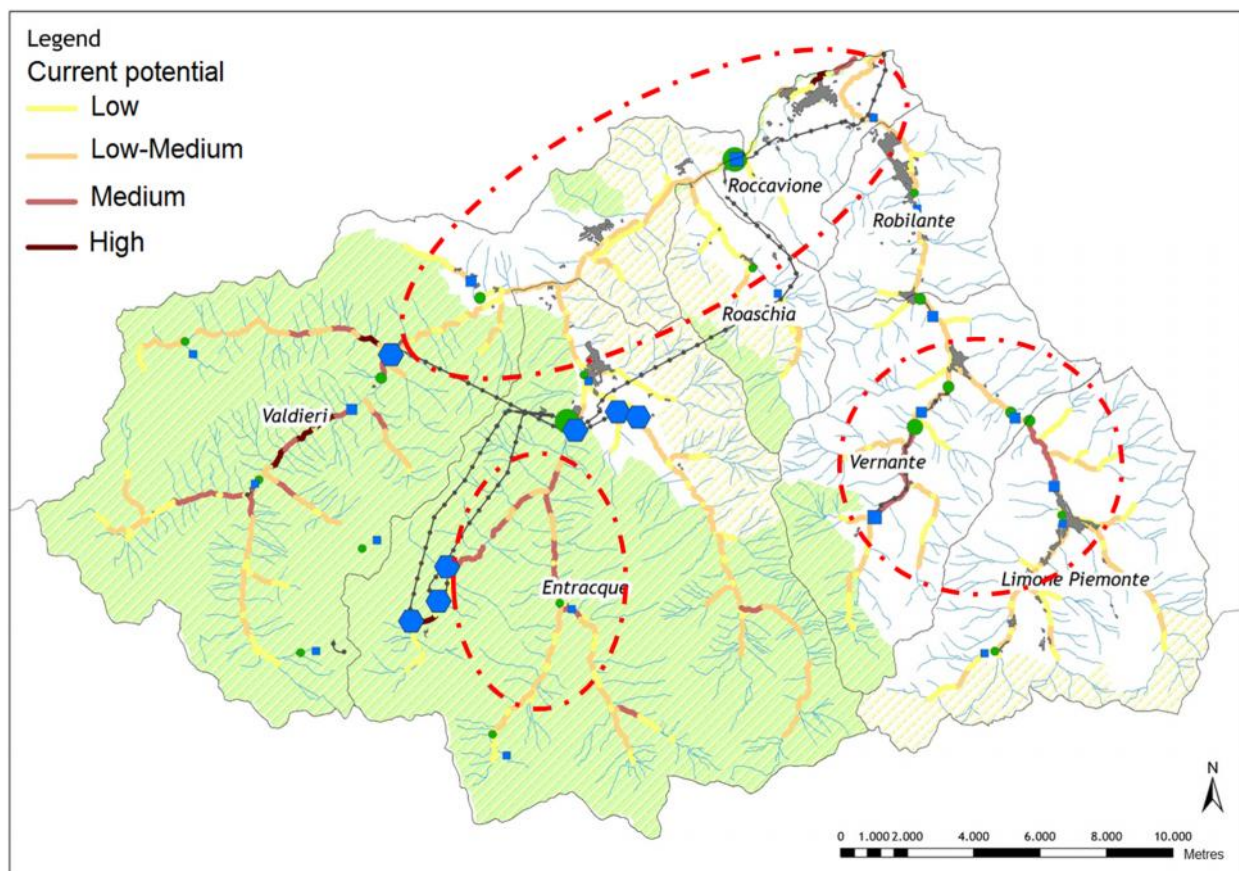 Legend
Current potential
Low
Low-Medium
Medium
High
Roccavione
Robilante
Roaschia
Valdieri
Vernante
Entracque
Limone Piemonte
N
0 1.000 2.000 4.000 6.000 8.000 10.000
Metres